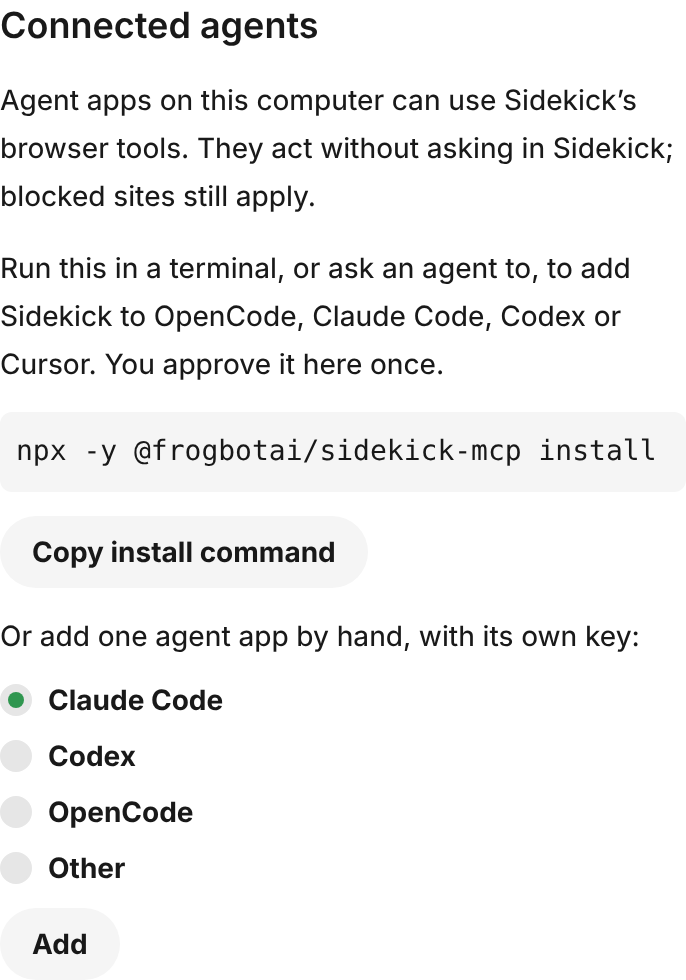 Connected agents
Agent apps on this computer can use Sidekick’s
browser tools. They act without asking in Sidekick;
blocked sites still apply.
Run this in a terminal, or ask an agent to, to add
Sidekick to OpenCode, Claude Code, Codex or
Cursor. You approve it here once.
npx -y @frogbotai/sidekick-mcp install
Copy install command
Or add one agent app by hand, with its own key:
Claude Code
Codex
OpenCode
Other
Add